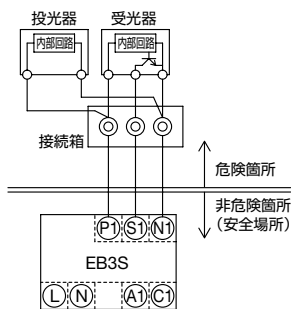 投光器 受光器
内部回路 内部回路
接続箱
危険箇所
非危険箇所
（安全場所）
P1 S1 N1
EB3S
L N A1 C1